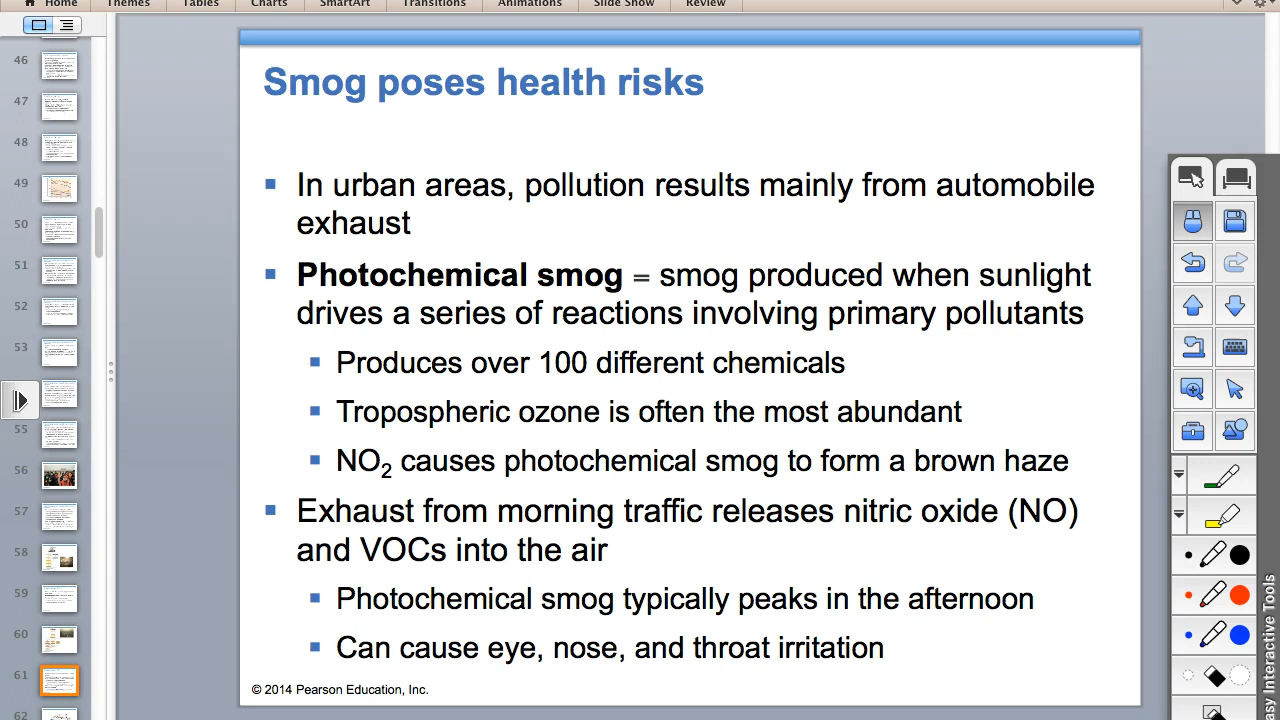 Home Themes Tables Charts SmartArt Transitions Animations Slide Show Review
46
47
48
49
50
51
52
53
55
56
57
58
59
60
61
62
Smog poses health risks
In urban areas, pollution results mainly from automobile
exhaust
Photochemical smog = smog produced when sunlight
drives a series of reactions involving primary pollutants
Produces over 100 different chemicals
Tropospheric ozone is often the most abundant
NO₂ causes photochemical smog to form a brown haze
Exhaust from morning traffic releases nitric oxide (NO)
and VOCs into the air
Photochemical smog typically peaks in the afternoon
Can cause eye, nose, and throat irritation
© 2014 Pearson Education, Inc.
Interactive Tools